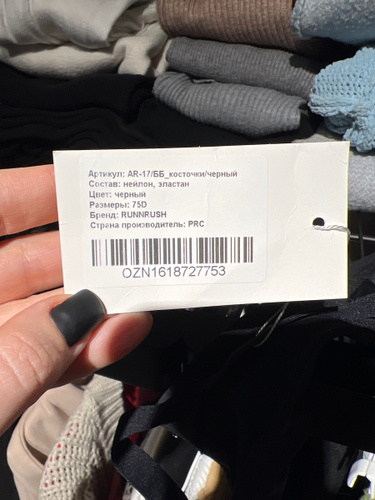 Артикул: AR-17/ББ_косточки/черный
Состав: нейлон, эластан
Цвет: черный
Размеры: 75D
Бренд: RUNNRUSH
Страна производитель: PRC
OZN1618727753